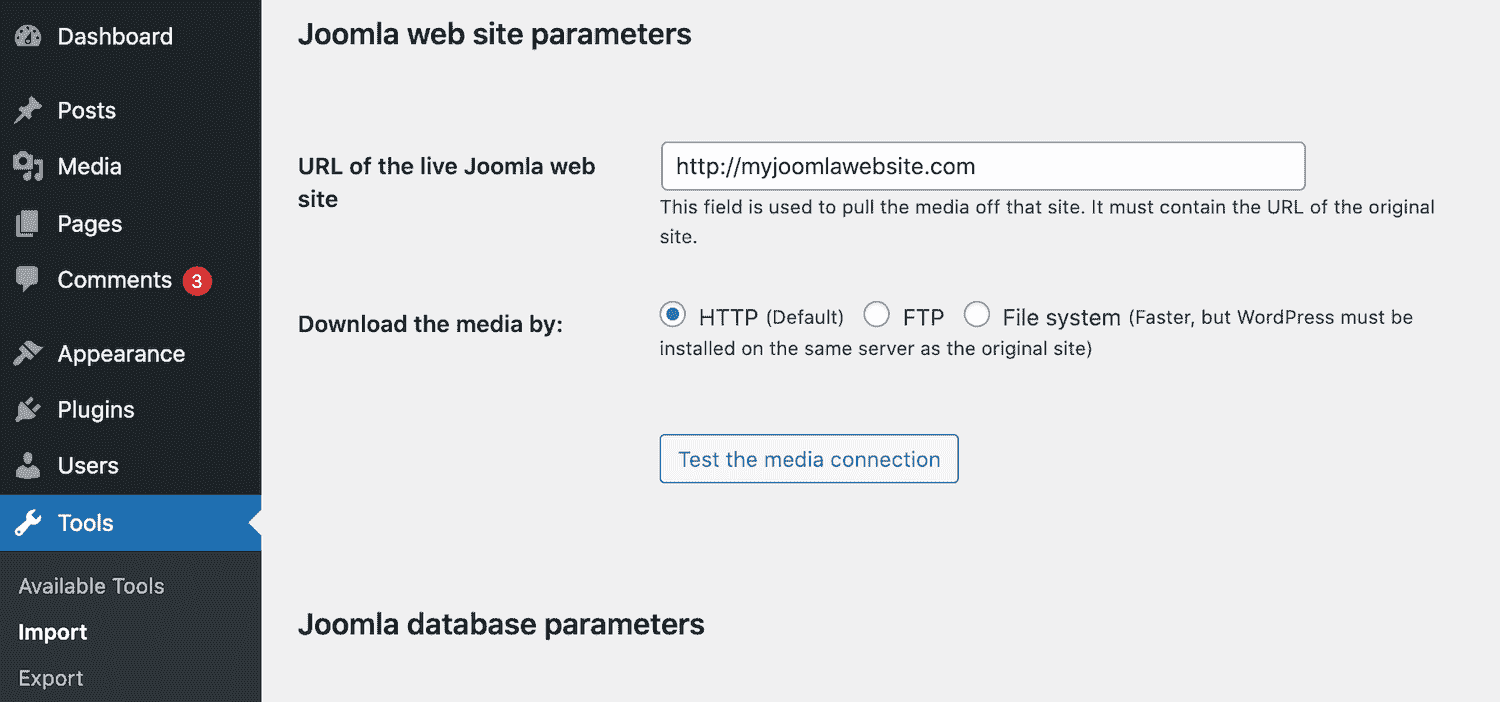 Dashboard
Posts
Media
Pages
Comments 3
Appearance
Plugins
Users
Tools
Available Tools
Import
Export
Joomla web site parameters
URL of the live Joomla web
site
http://myjoomlawebsite.com
This field is used to pull the media off that site. It must contain the URL of the original
site.
Download the media by:
HTTP (Default) FTP File system (Faster, but WordPress must be
installed on the same server as the original site)
Test the media connection
Joomla database parameters